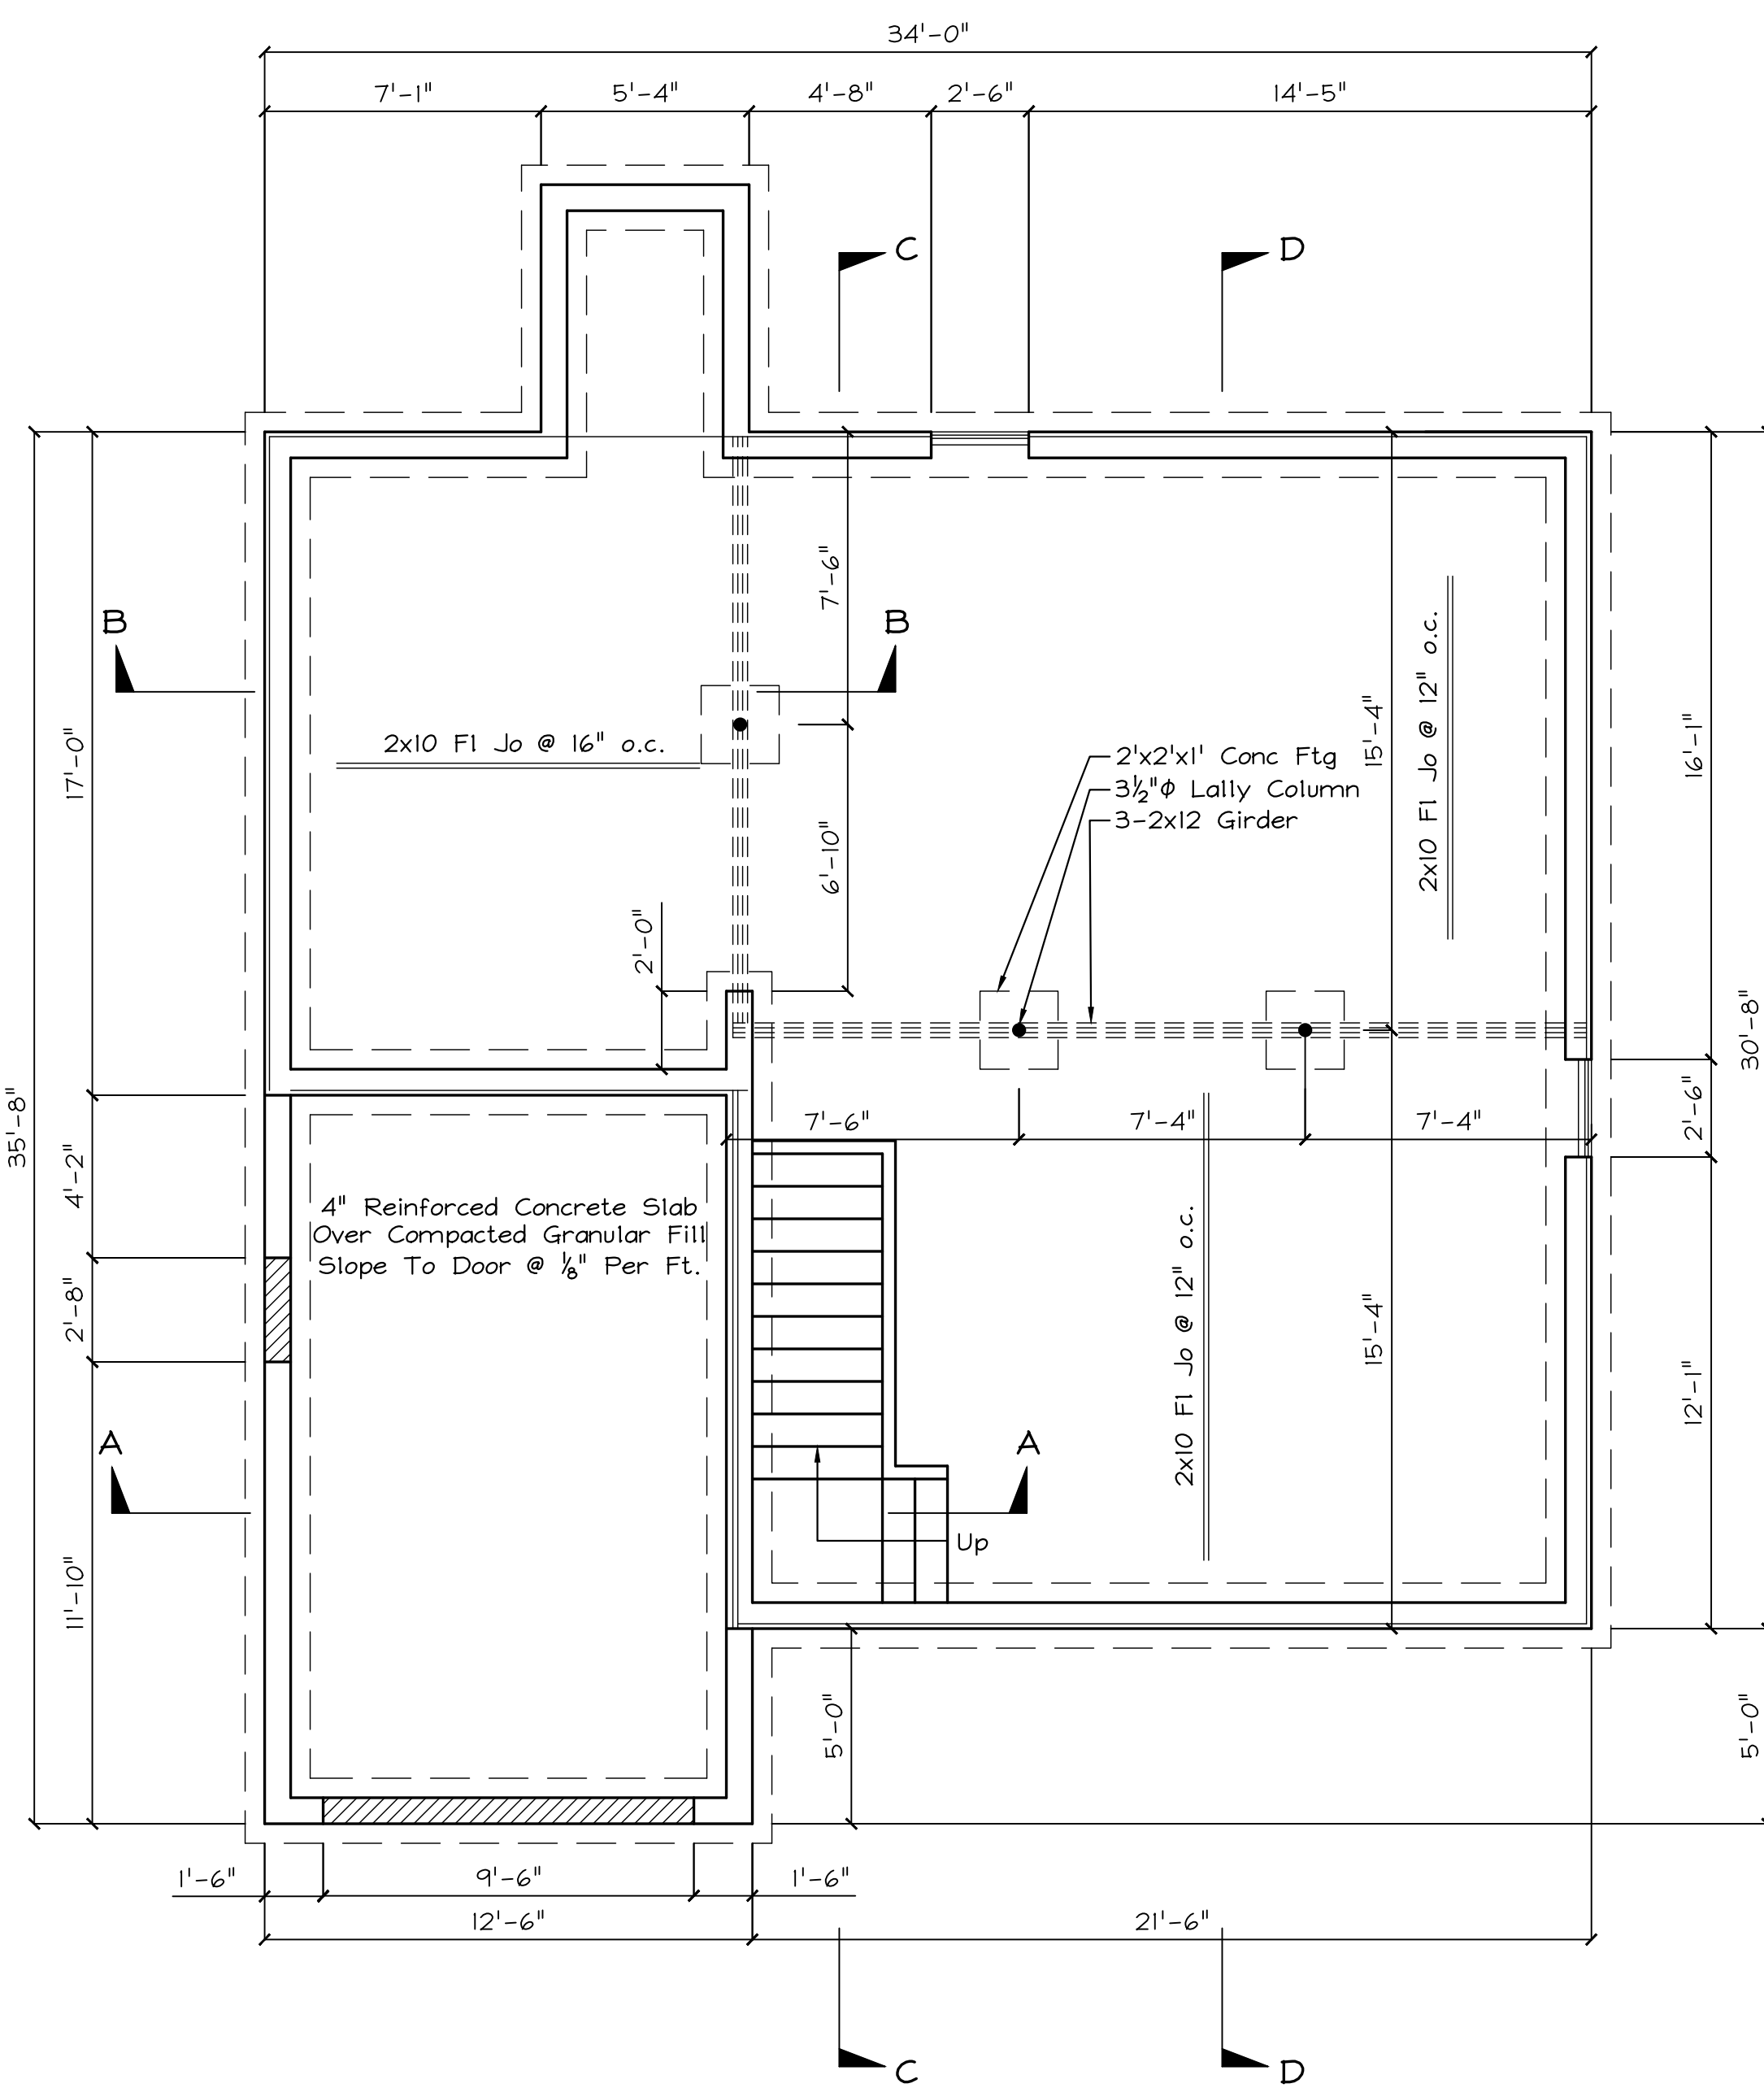 34'-0"
7'-1" 5'-4" 4'-8" 2'-6" 14'-5"
C D
7'-6"
B B
2x10 Fl Jo @ 12" o.c.
15'-4"
17'-0"
16'-1"
2x10 Fl Jo @ 16" o.c.
2'x2'x1' Conc Ftg
3½"Φ Lally Column
3-2x12 Girder
6'-10"
2'-0"
30'-8"
35'-8"
7'-6" 7'-4" 7'-4"
2'-6"
4'-2"
4" Reinforced Concrete Slab
Over Compacted Granular Fill
Slope To Door @ ⅛" Per Ft.
2'-8"
2x10 Fl Jo @ 12" o.c.
15'-4"
12'-1"
A A
Up
11'-10"
5'-0"
5'-0"
1'-6" 9'-6" 1'-6"
12'-6" 21'-6"
C D